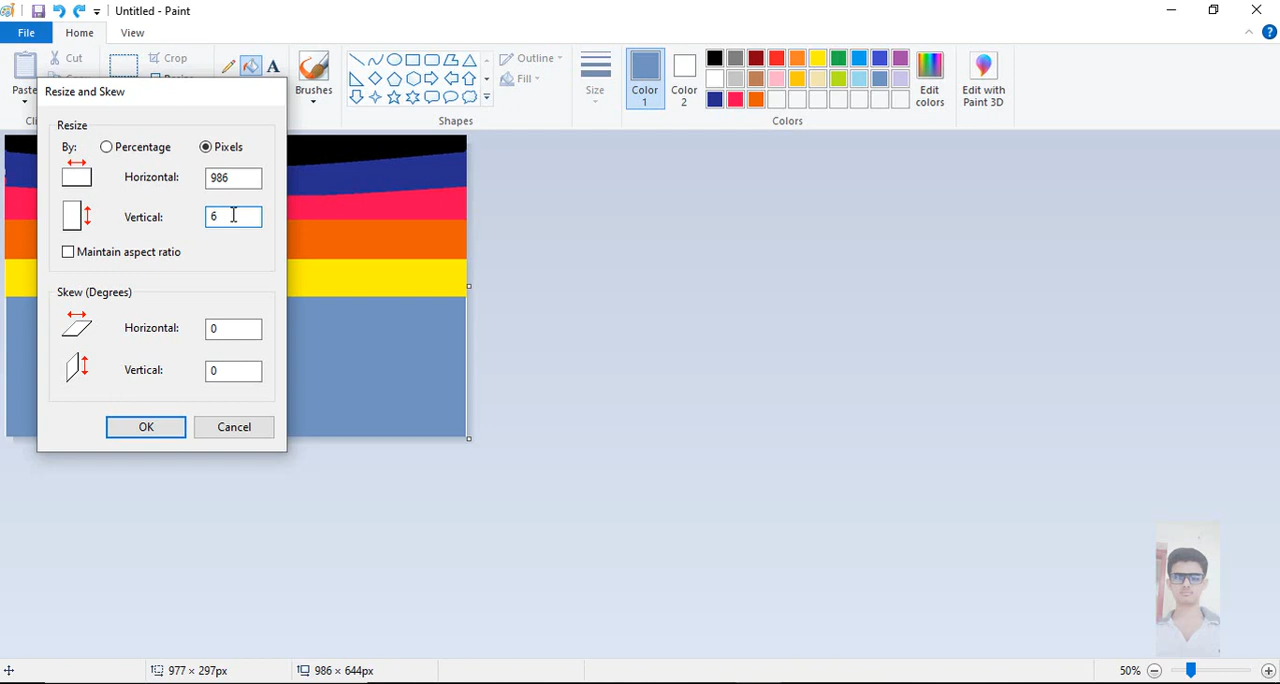 Untitled - Paint
File
Home
View
Paste
Cut
Crop
A
Brushes
Outline
Fill
Shapes
Size
Color 1
Color 2
Edit colors
Edit with Paint 3D
Colors
Resize and Skew
Resize
By:
Percentage
Pixels
Horizontal:
986
Vertical:
6
Maintain aspect ratio
Skew (Degrees)
Horizontal:
0
Vertical:
0
OK
Cancel
977 × 297px
986 × 644px
50%